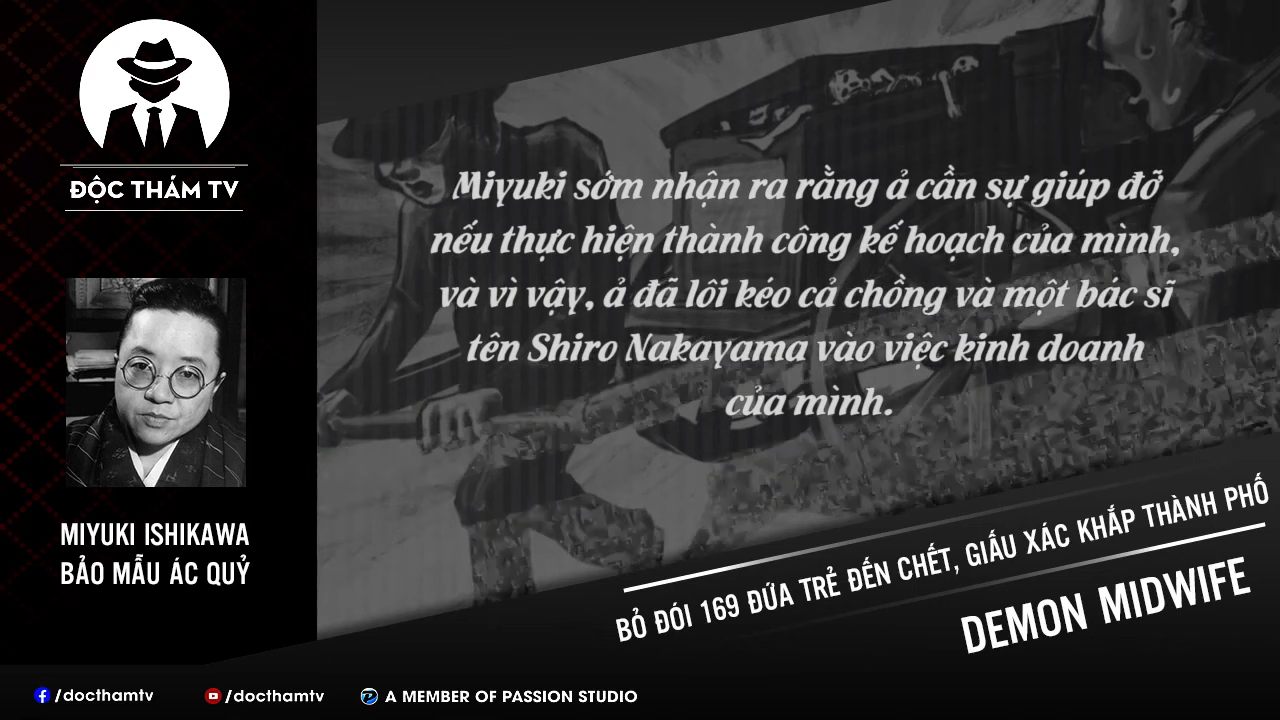 ĐỘC THÁM TV
MIYUKI ISHIKAWA
BẢO MẪU ÁC QUỶ
Miyuki sớm nhận ra rằng ả cần sự giúp đỡ
nếu thực hiện thành công kế hoạch của mình,
và vì vậy, ả đã lôi kéo cả chồng và một bác sĩ
tên Shiro Nakayama vào việc kinh doanh
của mình.
BỎ ĐÓI 169 ĐỨA TRẺ ĐẾN CHẾT, GIẤU XÁC KHẮP THÀNH PHỐ
DEMON MIDWIFE
/docthamtv
/docthamtv
A MEMBER OF PASSION STUDIO